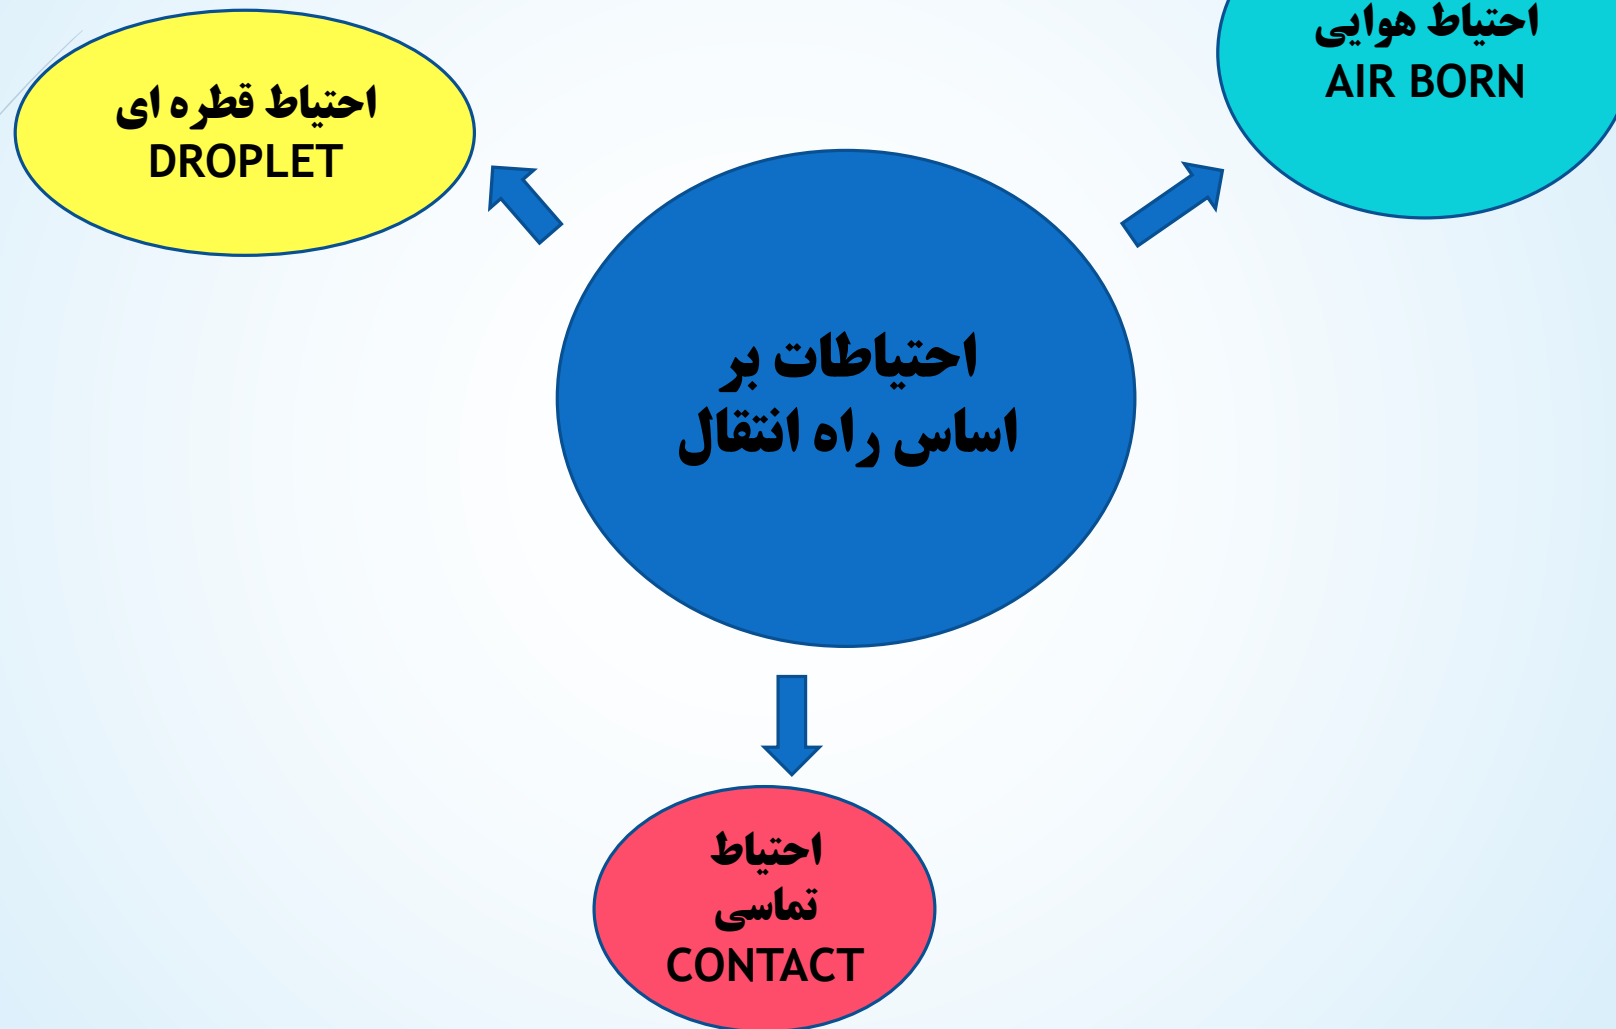 احتیاط هوایی
AIR BORN
احتیاط قطره ای
DROPLET
احتیاطات بر
اساس راه انتقال
احتیاط
تماسی
CONTACT